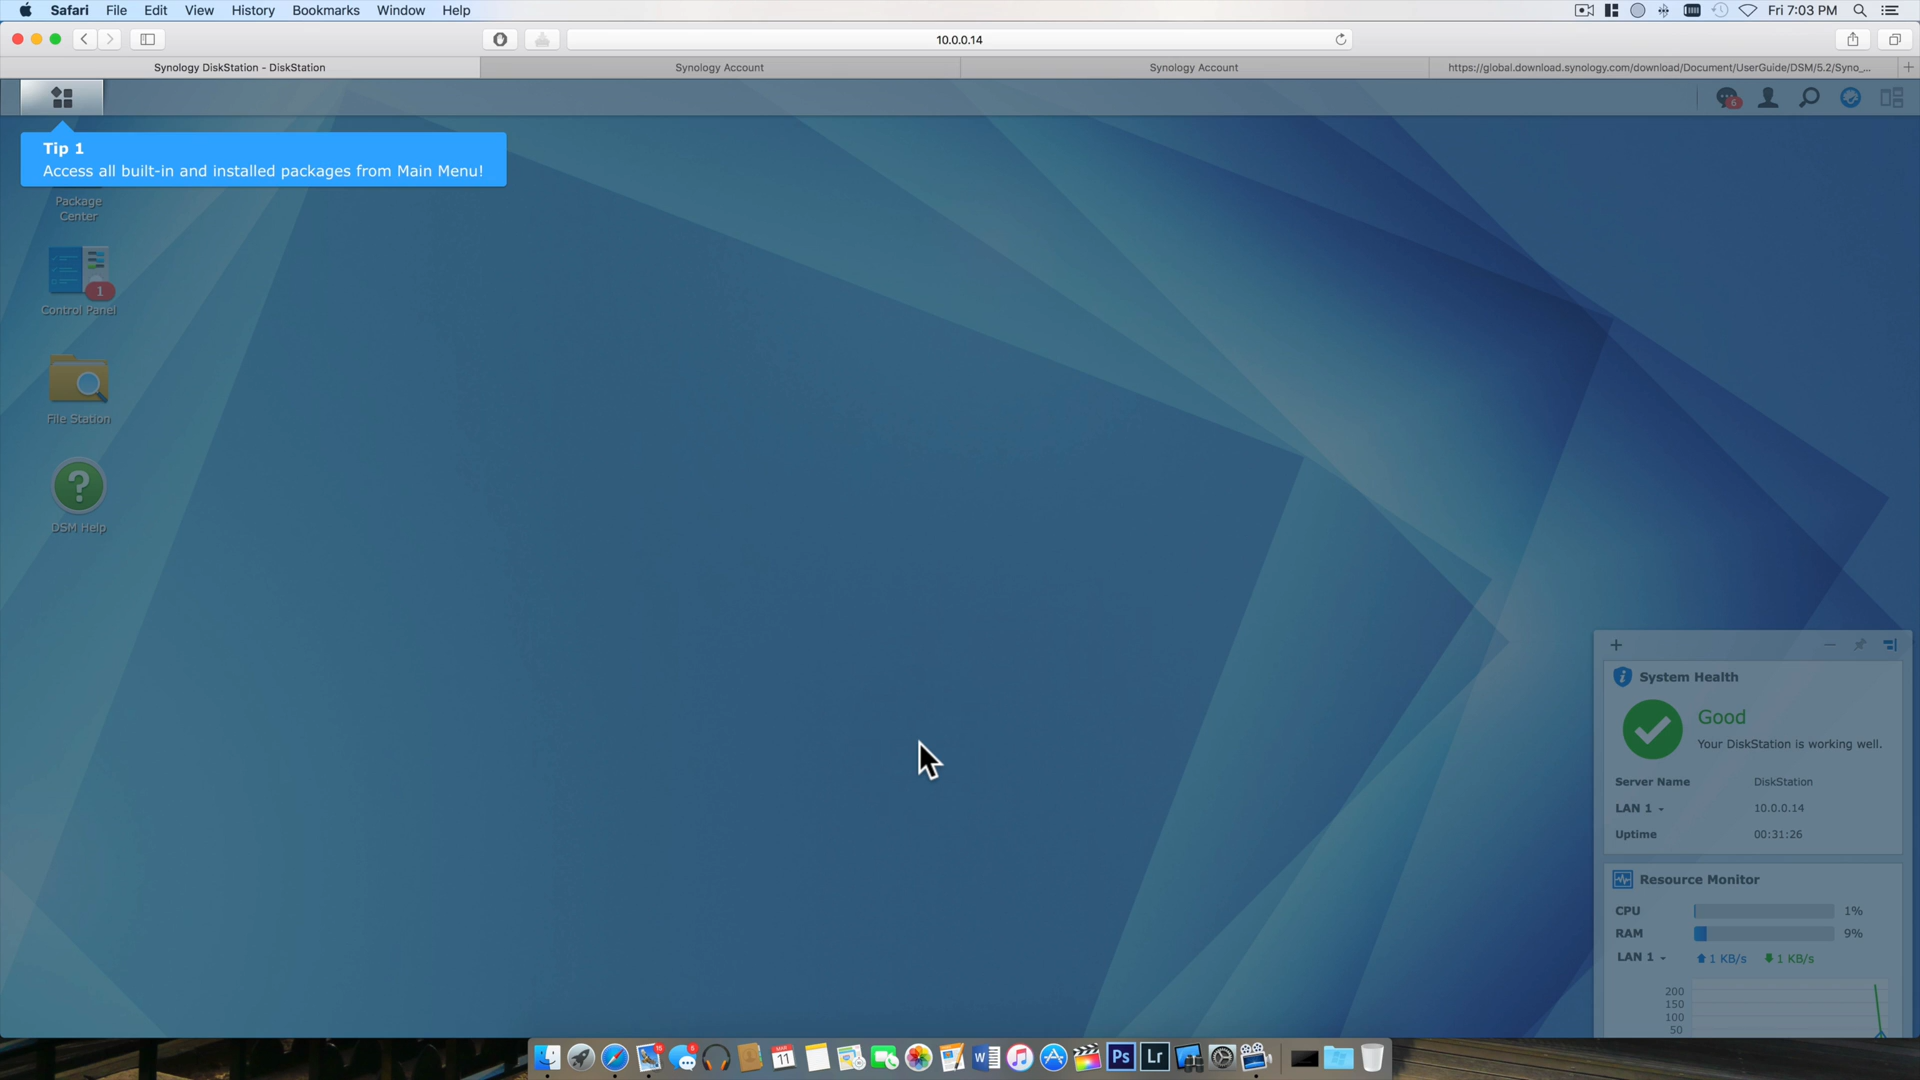 Safari File Edit View History Bookmarks Window Help
Fri 7:03 PM
10.0.0.14
Synology DiskStation - DiskStation
Synology Account
Synology Account
https://global.download.synology.com/download/Document/UserGuide/DSM/5.2/Syno_...
6
Tip 1
Access all built-in and installed packages from Main Menu!
Package
Center
1
Control Panel
File Station
?
DSM Help
System Health
Good
Your DiskStation is working well.
Server Name DiskStation
LAN 1 10.0.0.14
Uptime 00:31:26
Resource Monitor
CPU 1%
RAM 9%
LAN 1 1 KB/s 1 KB/s
200
150
100
50
11
W
Ps
Lr